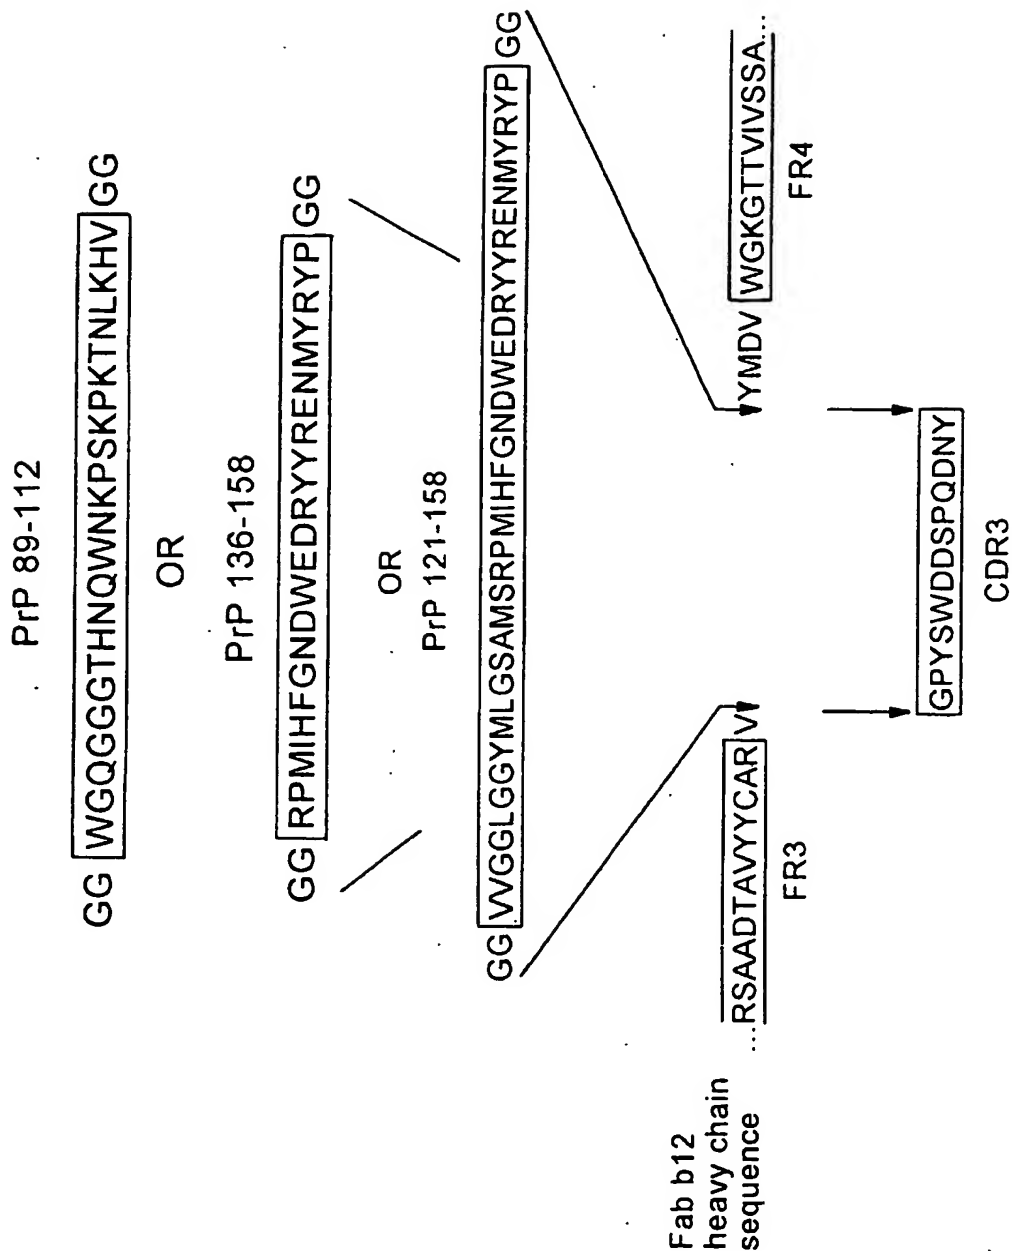 PrP 89-112
GG WGQGGGTHNQWNKPSKPKTNLKHV GG
OR
PrP 136-158
GG RPMIHFGNDWEDRYYRENMYRYP GG
OR
PrP 121-158
GG VVGGLGGYMLGSAMSRPMIHFGNDWEDRYYRENMYRYP GG
Fab b12
heavy chain
sequence
...RSAADTAVYYCAR V
FR3
YMDV WGKGTTVIVSSA...
FR4
GPYSWDDSPQDNY
CDR3